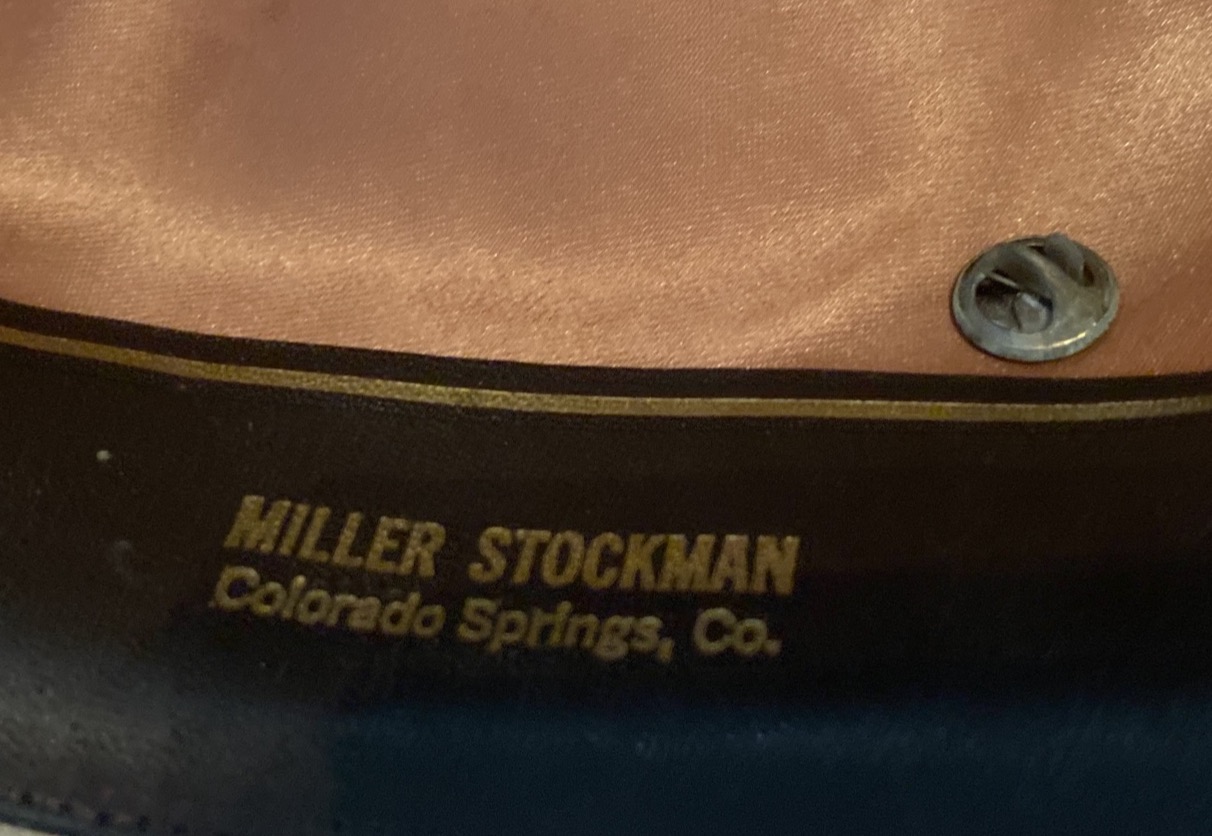 MILLER STOCKMAN
Colorado Springs, Co.